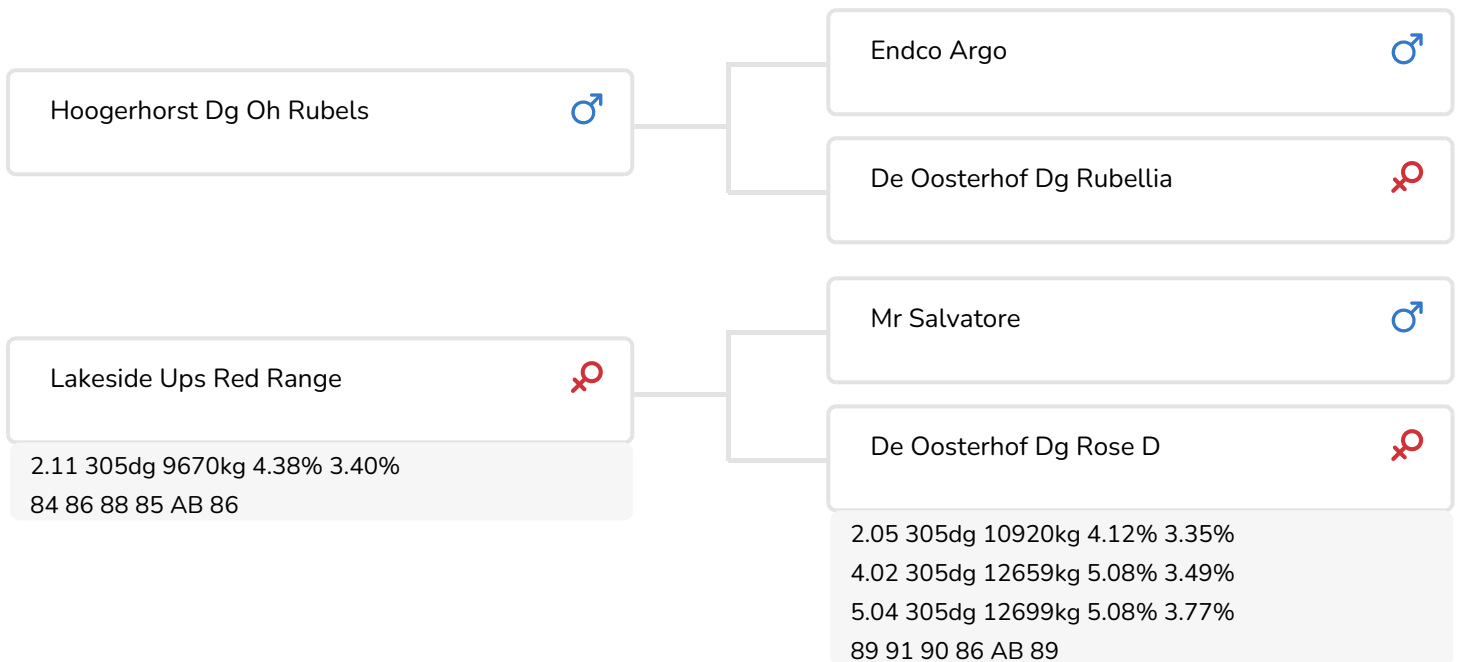 Endco Argo
Hoogerhorst Dg Oh Rubels
De Oosterhof Dg Rubellia
Mr Salvatore
Lakeside Ups Red Range
2.11 305dg 9670kg 4.38% 3.40%
84 86 88 85 AB 86
De Oosterhof Dg Rose D
2.05 305dg 10920kg 4.12% 3.35%
4.02 305dg 12659kg 5.08% 3.49%
5.04 305dg 12699kg 5.08% 3.77%
89 91 90 86 AB 89